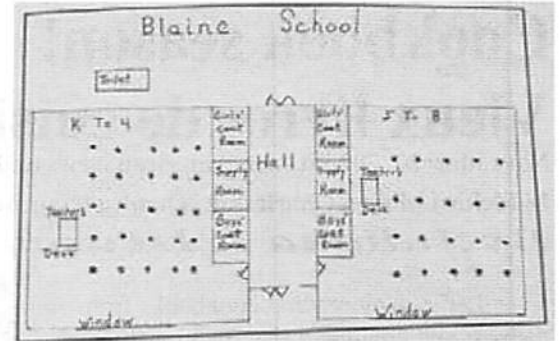 Blaine School
Toilet
K To 4
Girls'
Coat
Room
Supply
Room
Boys'
Coat
Room
Teacher's
Desk
Window
Hall
Girls'
Coat
Room
Supply
Room
Boys'
Coat
Room
5 To 8
Teacher's
Desk
Window